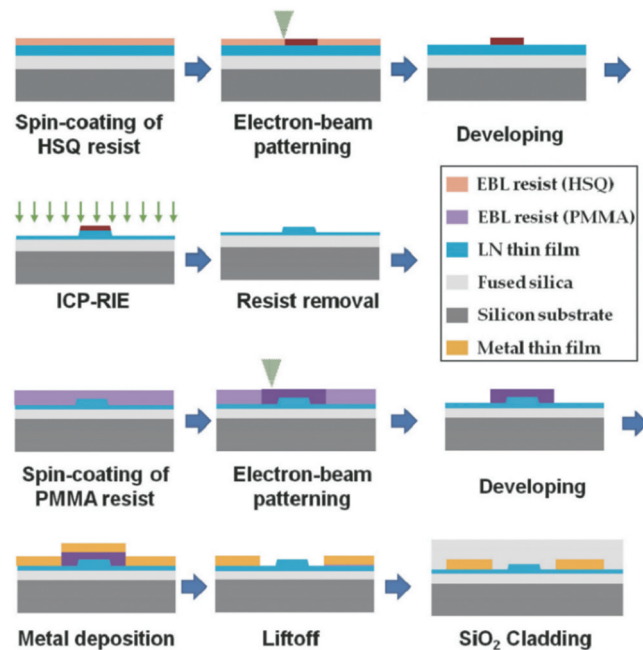 Spin-coating of
HSQ resist
Electron-beam
patterning
Developing
EBL resist (HSQ)
EBL resist (PMMA)
LN thin film
Fused silica
Silicon substrate
Metal thin film
ICP-RIE
Resist removal
Spin-coating of
PMMA resist
Electron-beam
patterning
Developing
Metal deposition
Liftoff
SiO₂ Cladding